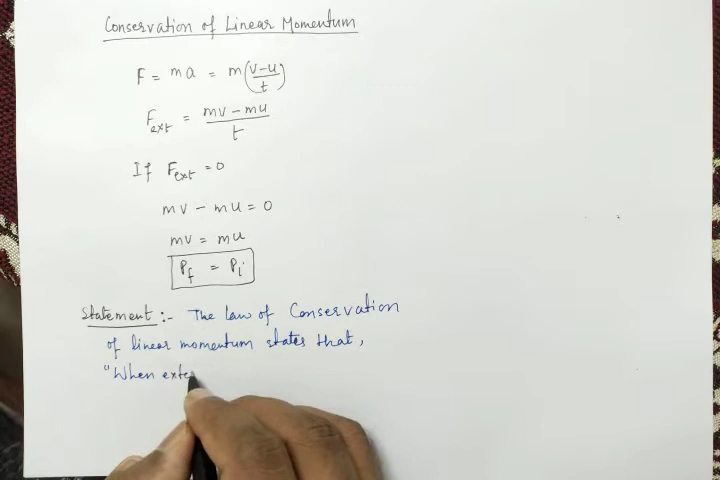 Conservation of Linear Momentum
F = ma = m(v-u/t)
Fext = mv - mu/t
If Fext = 0
mv - mu = 0
mv = mu
Pf = Pi
Statement :- The law of Conservation
of linear momentum states that,
"When exte